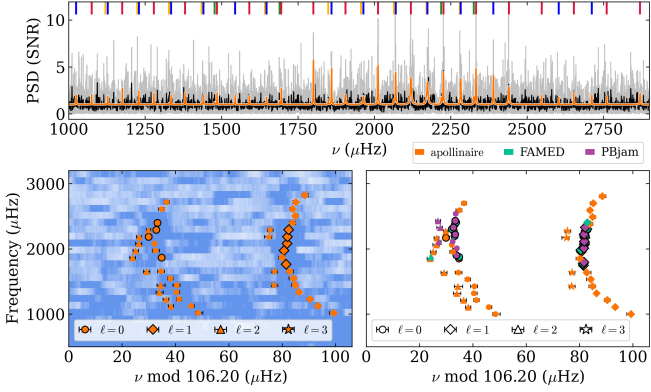 PSD (SNR)
10
5
0
1000 1250 1500 1750 2000 2250 2500 2750
ν (μHz)
apollinaire FAMED PBjam
Frequency (μHz)
3000
2000
1000
ℓ = 0 ℓ = 1 ℓ = 2 ℓ = 3
0 20 40 60 80 100
ν mod 106.20 (μHz)
ℓ = 0 ℓ = 1 ℓ = 2 ℓ = 3
0 20 40 60 80 100
ν mod 106.20 (μHz)